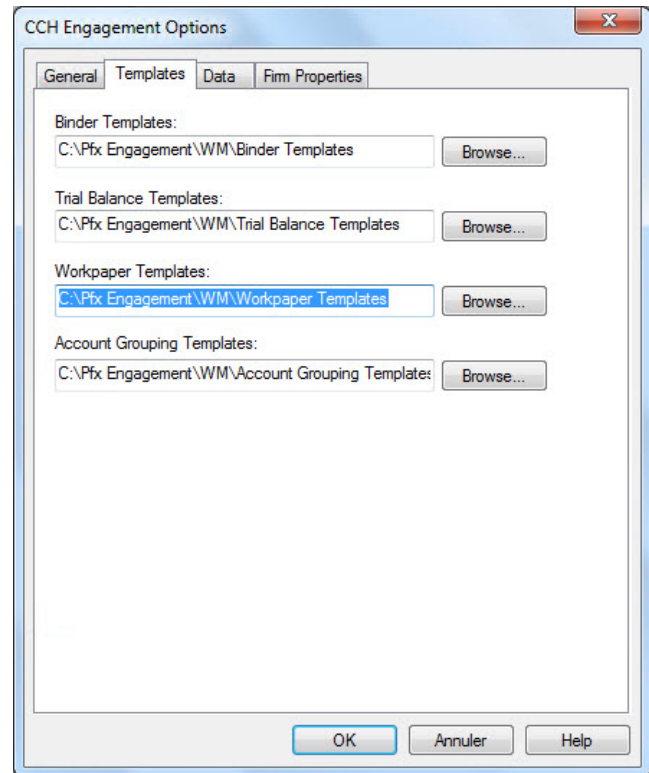 CCH Engagement Options
General Templates Data Firm Properties
Binder Templates:
C:\Pfx Engagement\WM\Binder Templates Browse...
Trial Balance Templates:
C:\Pfx Engagement\WM\Trial Balance Templates Browse...
Workpaper Templates:
C:\Pfx Engagement\WM\Workpaper Templates Browse...
Account Grouping Templates:
C:\Pfx Engagement\WM\Account Grouping Templates Browse...
OK Annuler Help